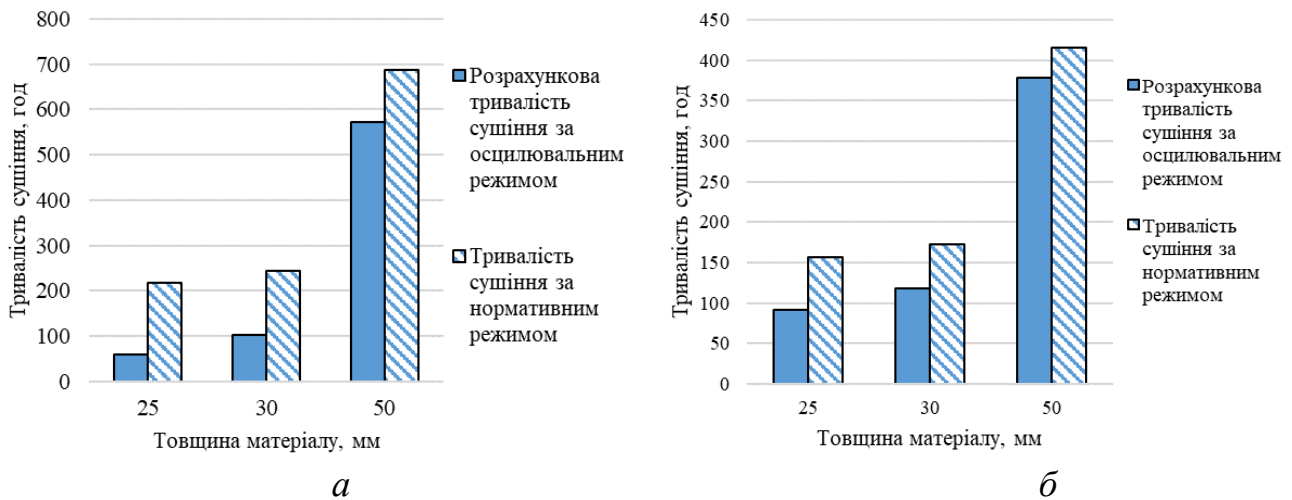 800
700
600
500
400
300
200
100
0
Тривалість сушіння, год
25 30 50
Товщина матеріалу, мм
Розрахункова
тривалість
сушіння за
осцилювальним
режимом
Тривалість
сушіння за
нормативним
режимом
а
450
400
350
300
250
200
150
100
50
0
Тривалість сушіння, год
25 30 50
Товщина матеріалу, мм
Розрахункова
тривалість
сушіння за
осцилювальним
режимом
Тривалість
сушіння за
нормативним
режимом
б